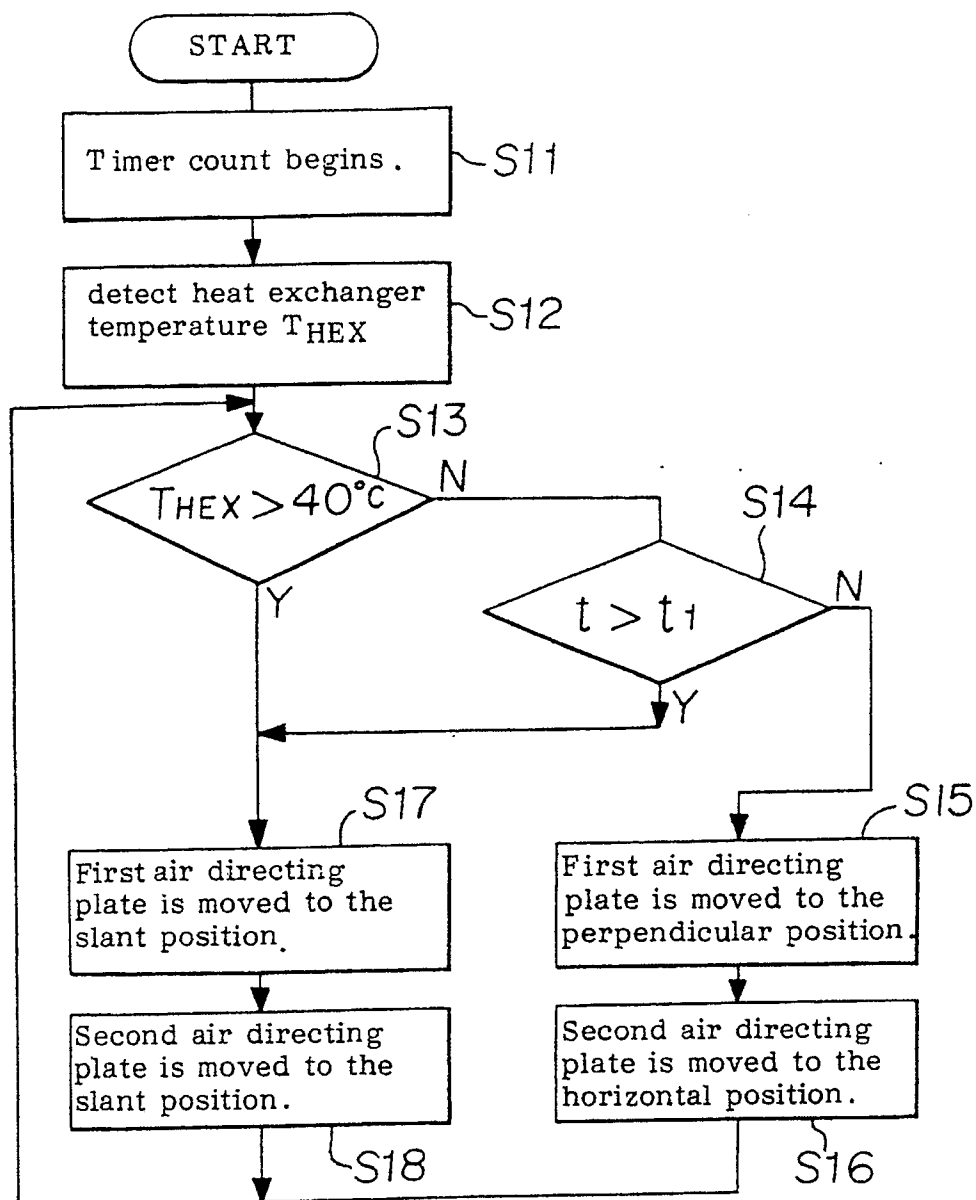 START
Timer count begins.
S11
detect heat exchanger
temperature THEX
S12
S13
THEX > 40°C
N
Y
S14
t > t1
N
Y
S17
First air directing
plate is moved to the
slant position.
S15
First air directing
plate is moved to the
perpendicular position.
Second air directing
plate is moved to the
slant position.
S18
Second air directing
plate is moved to the
horizontal position.
S16